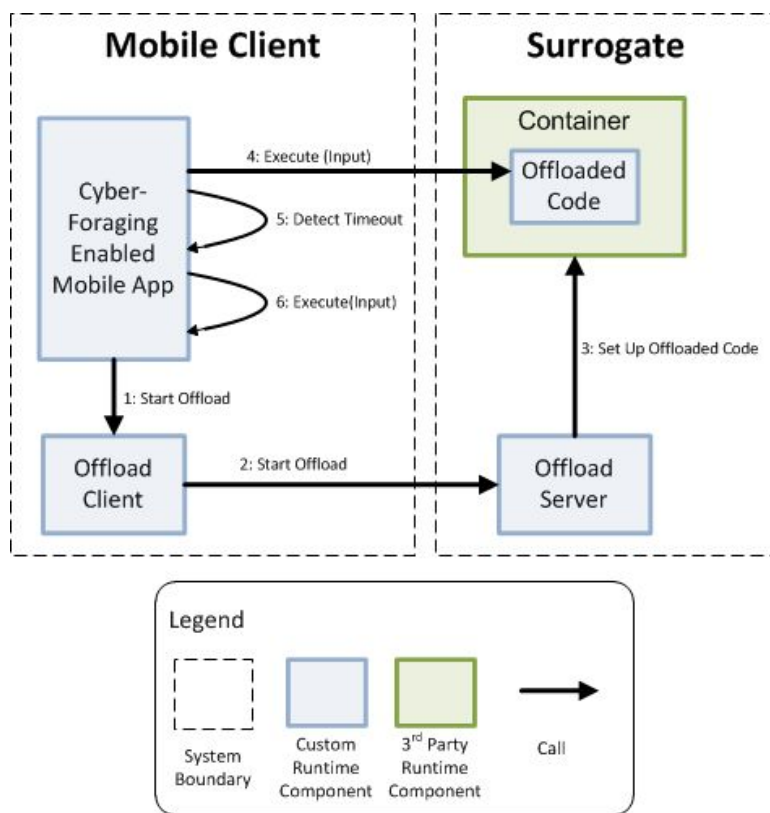 Mobile Client
Surrogate
Container
4: Execute (Input)
Offloaded
Code
Cyber-
Foraging
Enabled
Mobile App
5: Detect Timeout
6: Execute(Input)
3: Set Up Offloaded Code
1: Start Offload
Offload
Client
2: Start Offload
Offload
Server
Legend
System
Boundary
Custom
Runtime
Component
3rd Party
Runtime
Component
Call